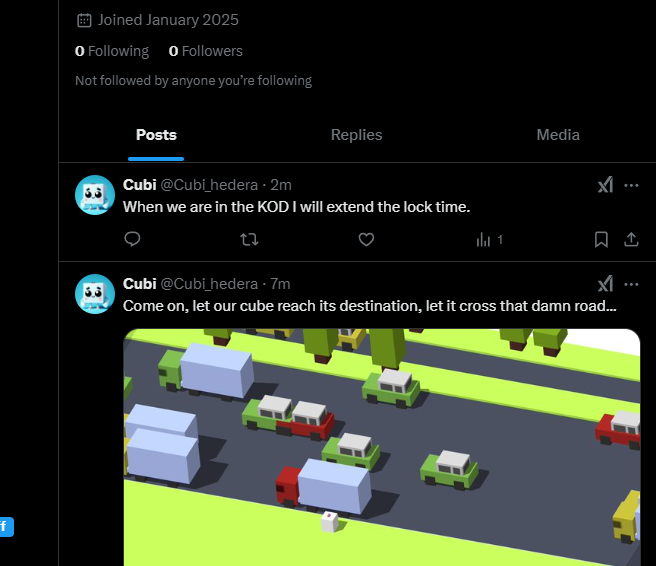 Joined January 2025
0 Following 0 Followers
Not followed by anyone you're following
Posts Replies Media
Cubi @Cubi_hedera · 2m
When we are in the KOD I will extend the lock time.
1
Cubi @Cubi_hedera · 7m
Come on, let our cube reach its destination, let it cross that damn road...
f